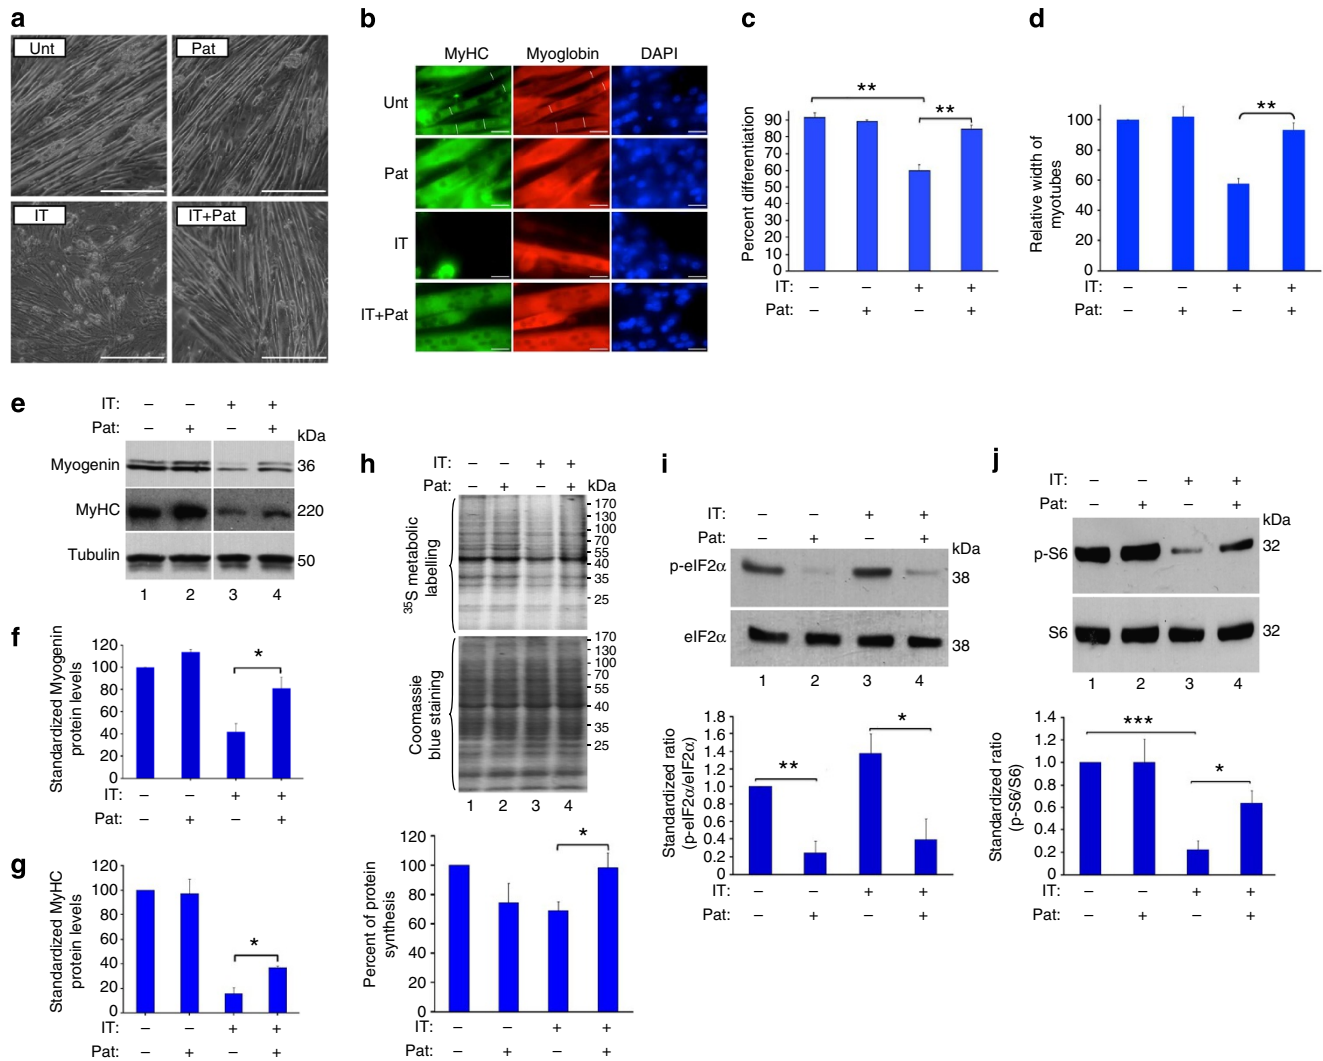 a
Unt
Pat
IT
IT+Pat
b
MyHC Myoglobin DAPI
Unt
Pat
IT
IT+Pat
c
Percent differentiation
90
80
70
60
50
40
30
20
10
0
** **
IT: – – + +
Pat: – + – +
d
Relative width of
myotubes
100
80
60
40
20
0
**
IT: – – + +
Pat: – + – +
e
IT: – – + +
Pat: – + – +
kDa
Myogenin 36
MyHC 220
Tubulin 50
1 2 3 4
f
Standardized Myogenin
protein levels
120
100
80
60
40
20
0
*
IT: – – + +
Pat: – + – +
g
Standardized MyHC
protein levels
120
100
80
60
40
20
0
*
IT: – – + +
Pat: – + – +
h
IT: – – + +
Pat: – + – + kDa
35S metabolic
labelling
170
130
100
70
55
40
35
25
Coomassie
blue staining
170
130
100
70
55
40
35
25
1 2 3 4
Percent of protein
synthesis
120
100
80
60
40
20
0
*
IT: – – + +
Pat: – + – +
i
IT: – – + +
Pat: – + – +
kDa
p-eIF2α 38
eIF2α 38
1 2 3 4
Standardized ratio
(p-eIF2α/eIF2α)
1.8
1.6
1.4
1.2
1.0
0.8
0.6
0.4
0.2
0
** *
IT: – – + +
Pat: – + – +
j
IT: – – + +
Pat: – + – +
kDa
p-S6 32
S6 32
1 2 3 4
Standardized ratio
(p-S6/S6)
1.4
1.2
1.0
0.8
0.6
0.4
0.2
0
*** *
IT: – – + +
Pat: – + – +